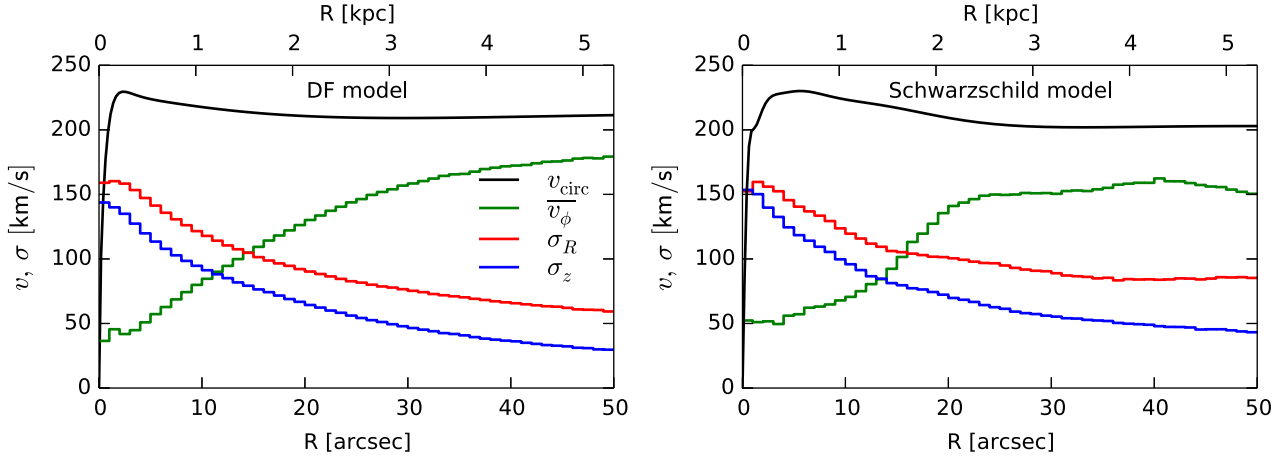 R [kpc]
0 1 2 3 4 5
250
200
150
100
50
0
v, σ [km/s]
DF model
v_circ
v̅_ϕ
σ_R
σ_z
0 10 20 30 40 50
R [arcsec]
R [kpc]
0 1 2 3 4 5
250
200
150
100
50
0
v, σ [km/s]
Schwarzschild model
0 10 20 30 40 50
R [arcsec]